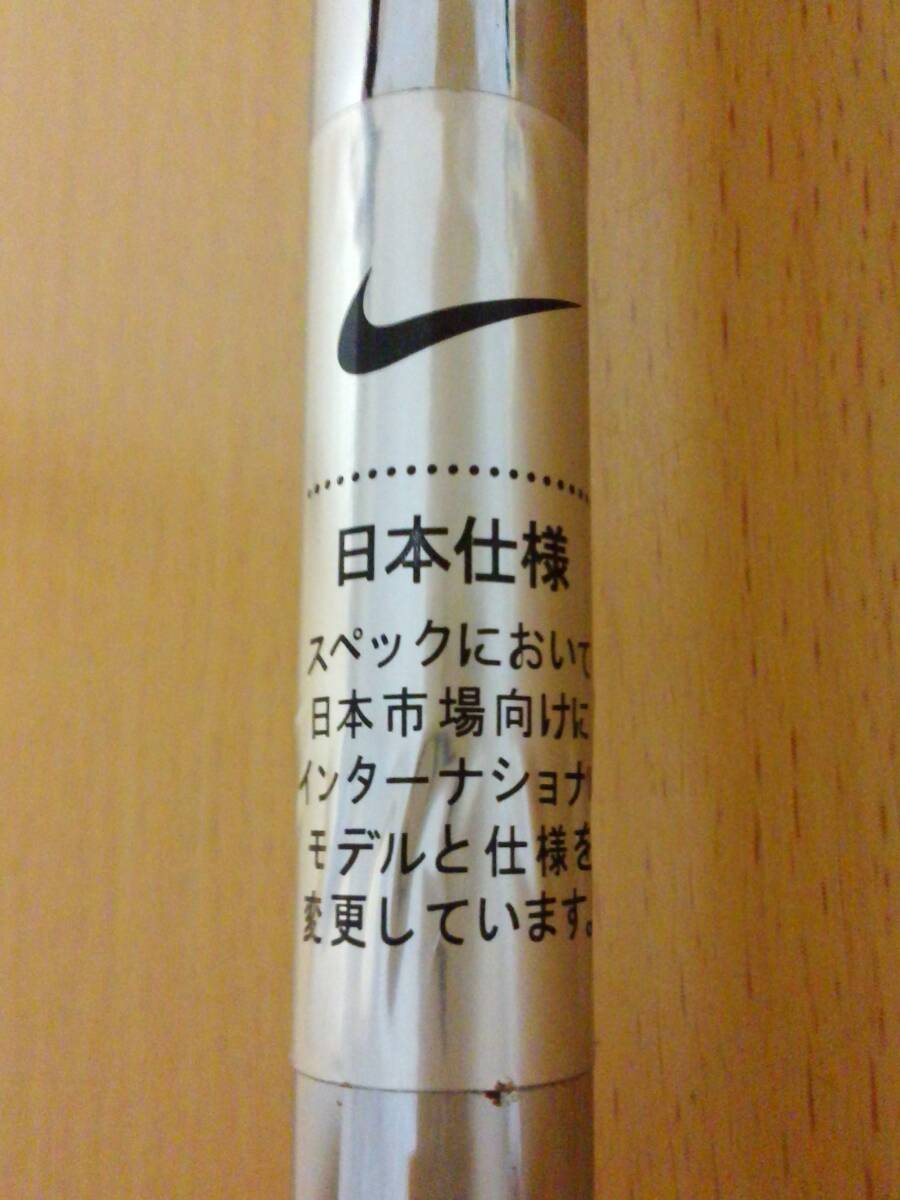 日本仕様
スペックにおいて
日本市場向けに
インターナショナル
モデルと仕様を
変更しています。